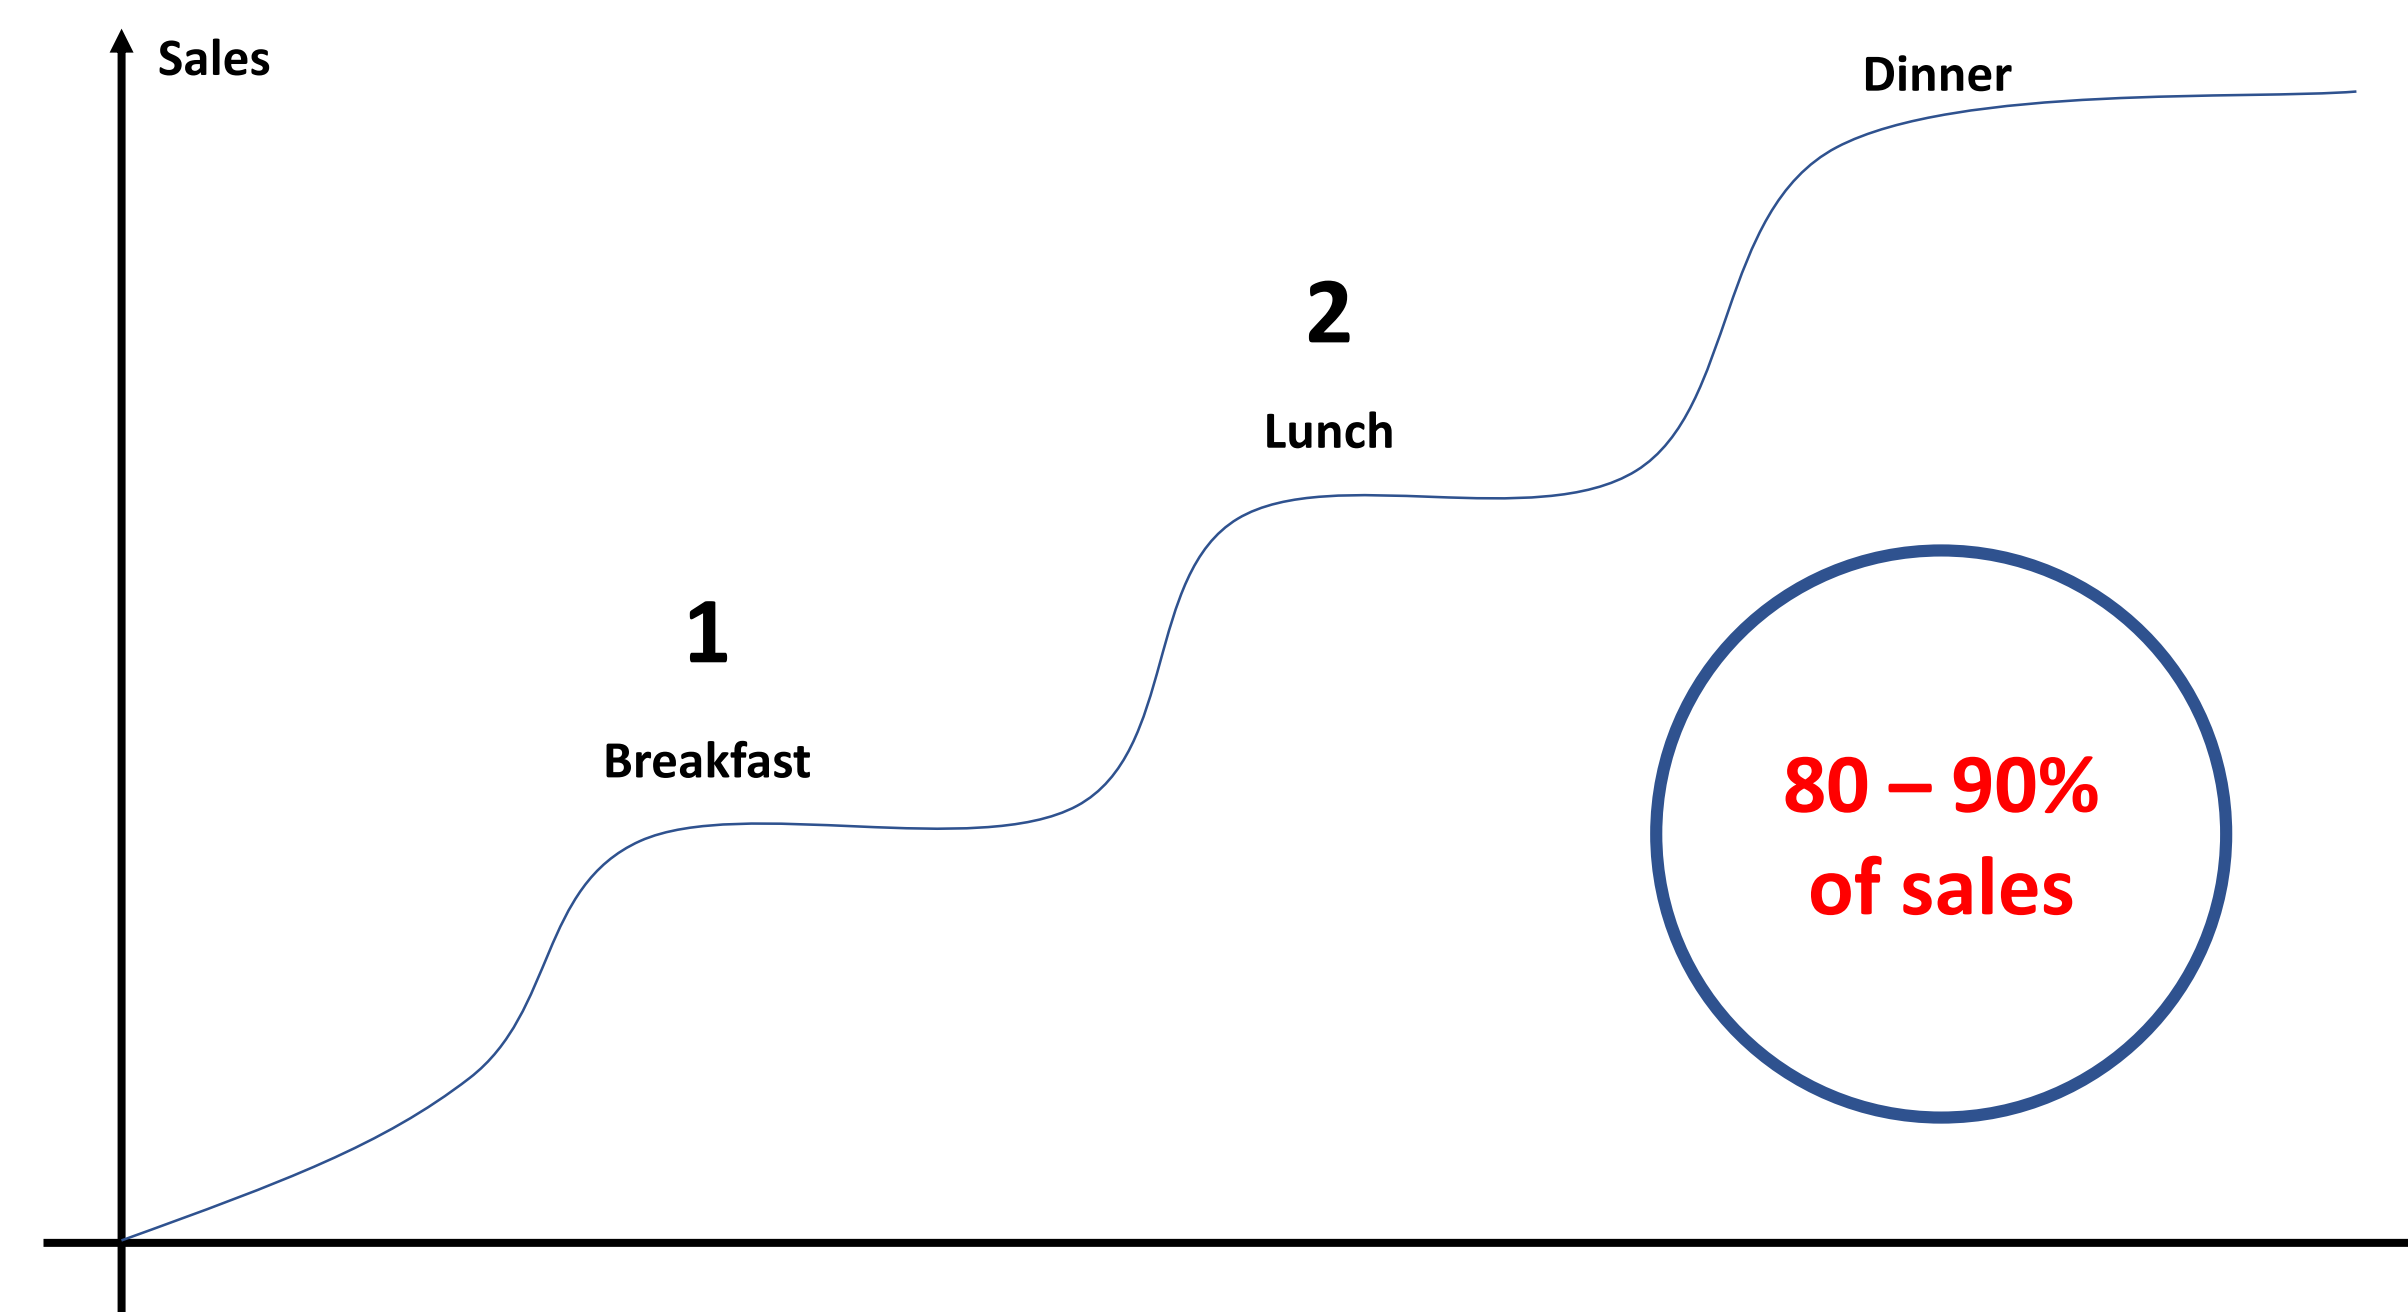 Sales
Dinner
2
Lunch
1
Breakfast
80 – 90%
of sales